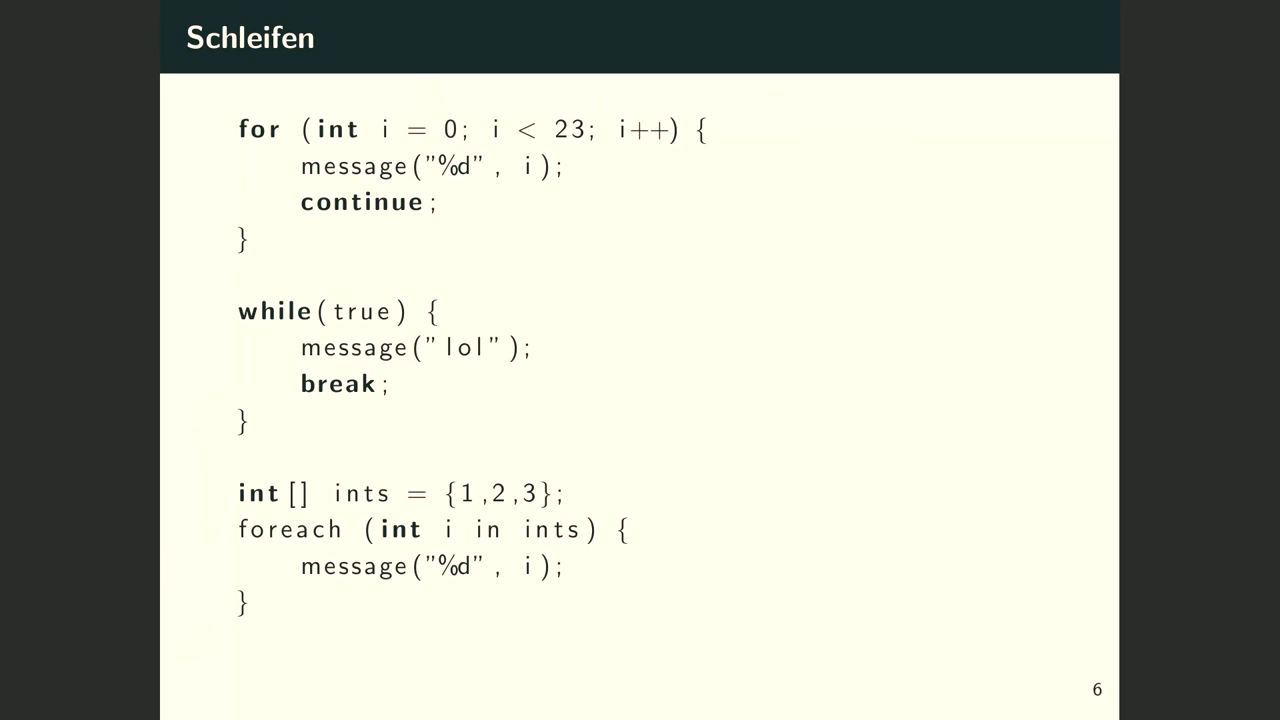 Schleifen
for (int i = 0; i < 23; i++) {
message("%d", i);
continue;
}
while(true) {
message("lol");
break;
}
int[] ints = {1,2,3};
foreach (int i in ints) {
message("%d", i);
}
6